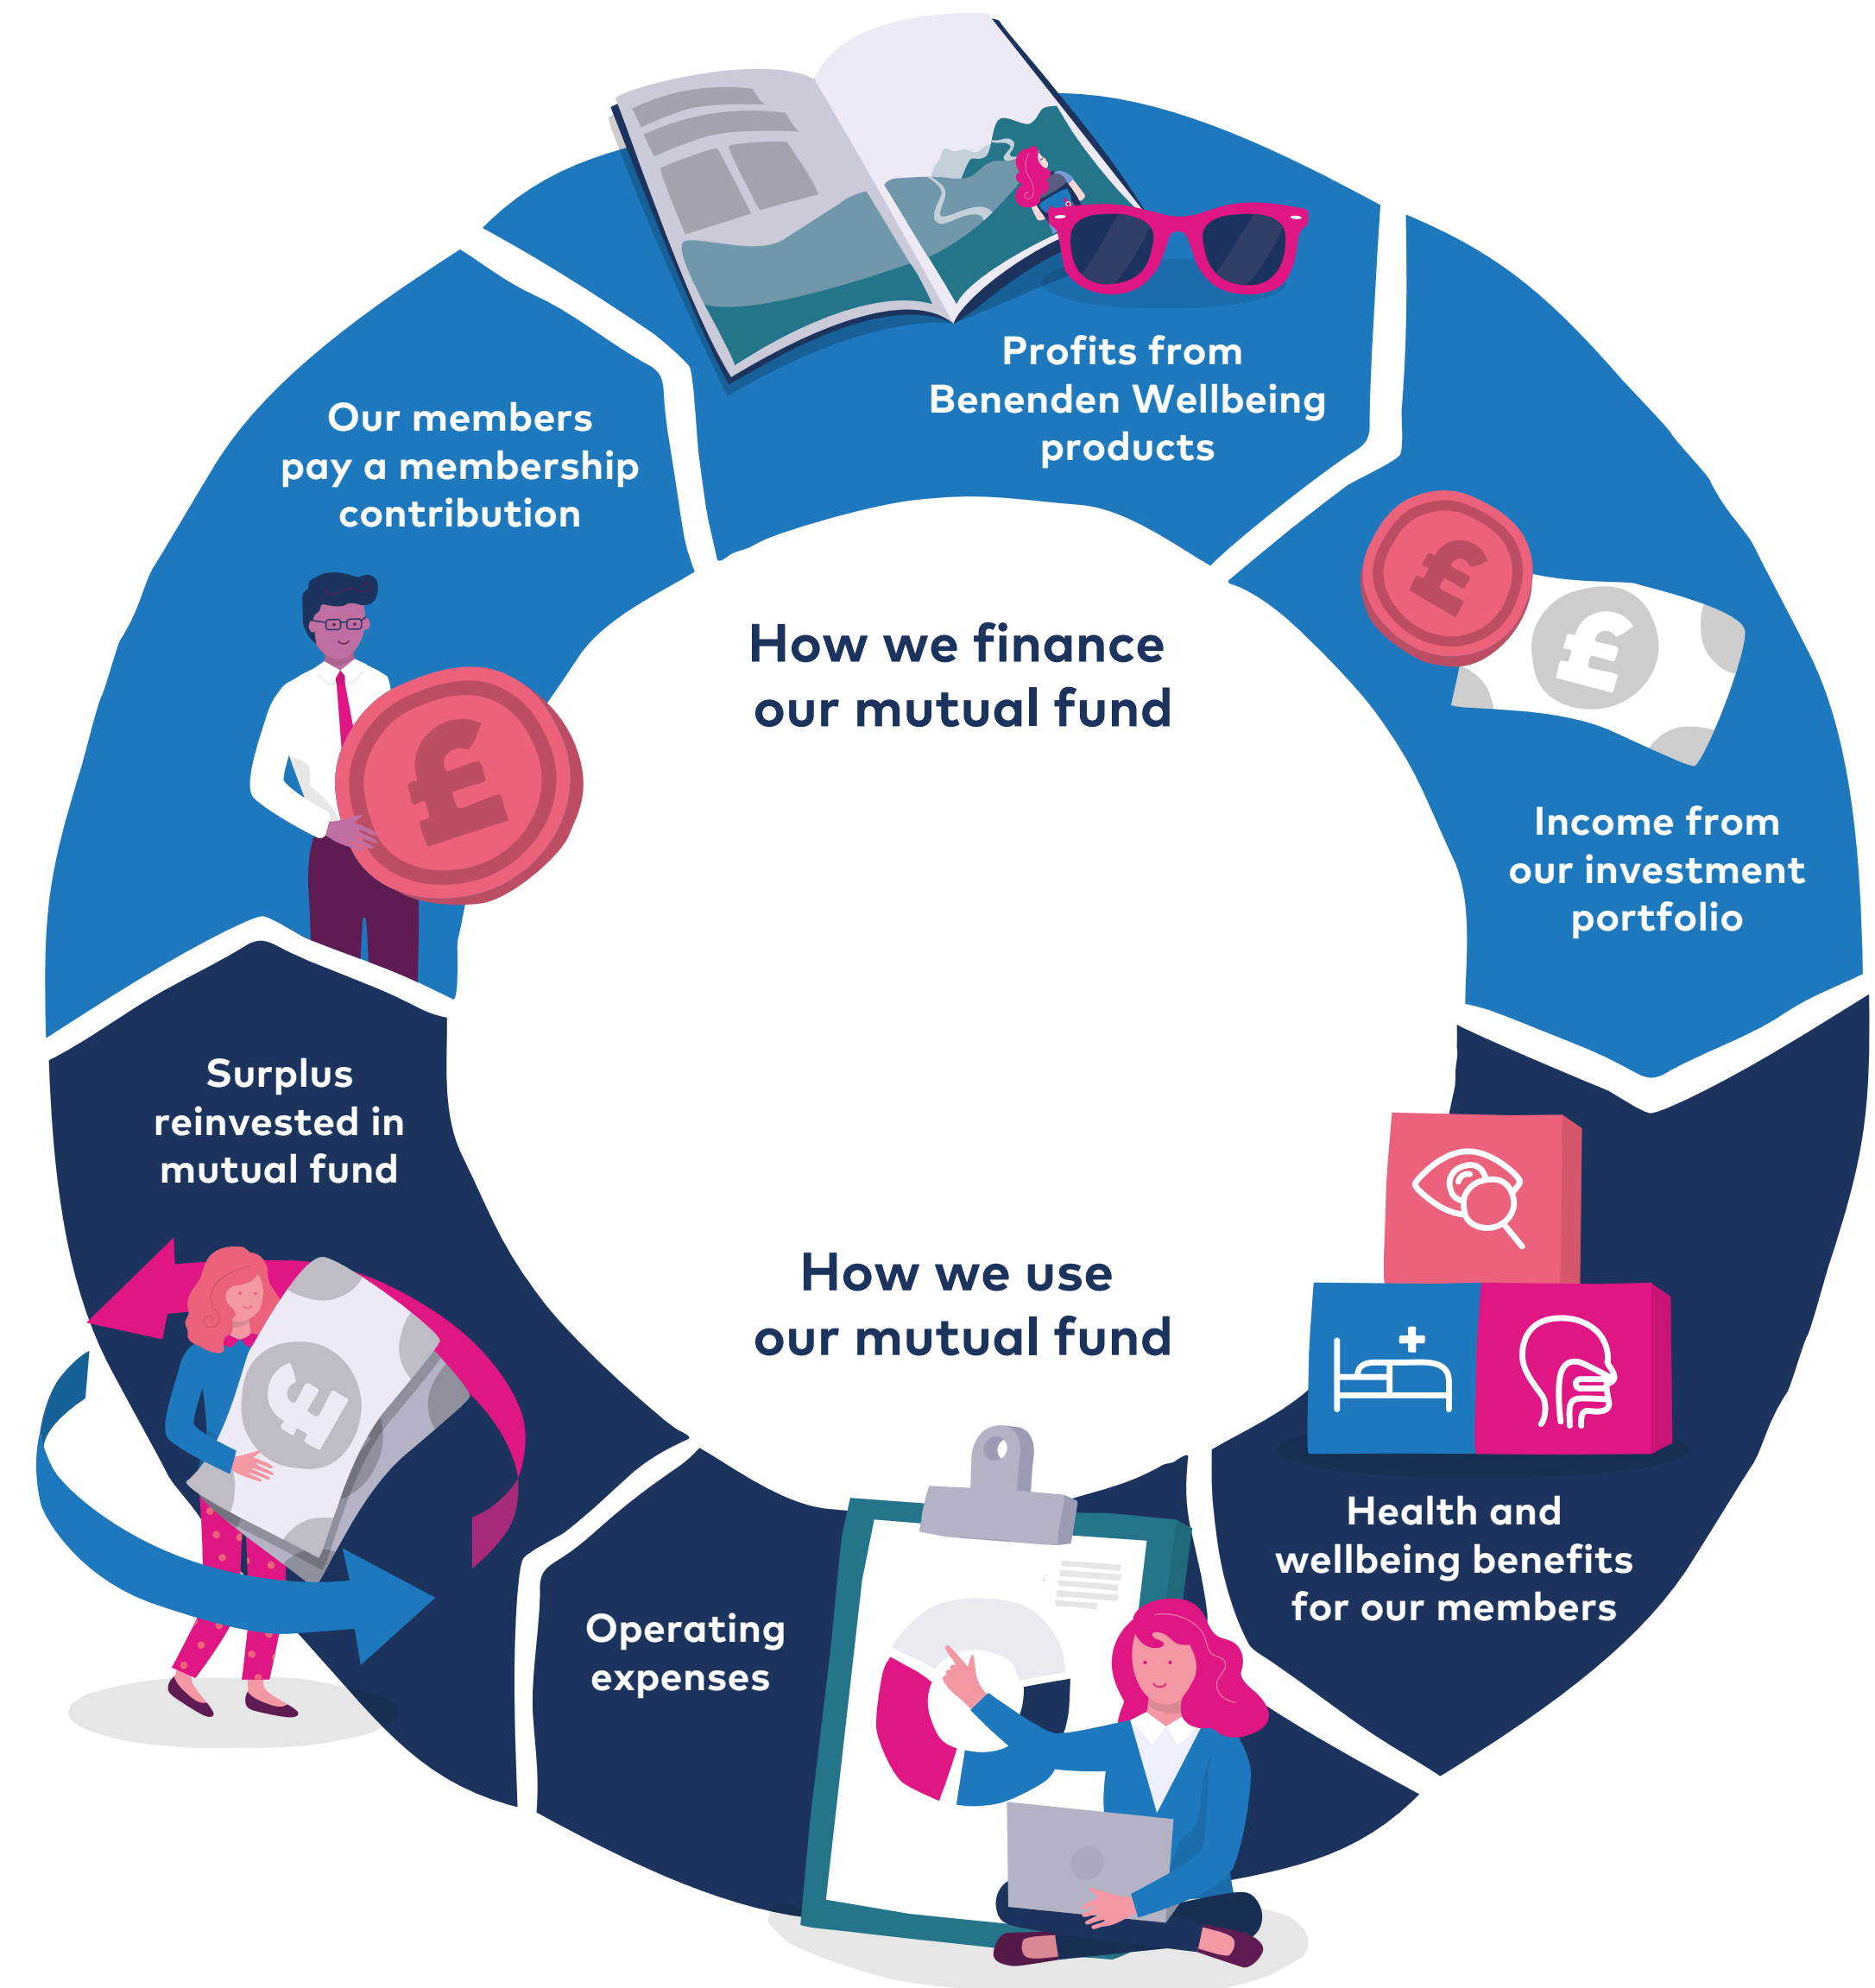 Profits from
Benenden Wellbeing
products
Our members
pay a membership
contribution
How we finance
our mutual fund
Income from
our investment
portfolio
Surplus
reinvested in
mutual fund
How we use
our mutual fund
Health and
wellbeing benefits
for our members
Operating
expenses
£
£
£
£